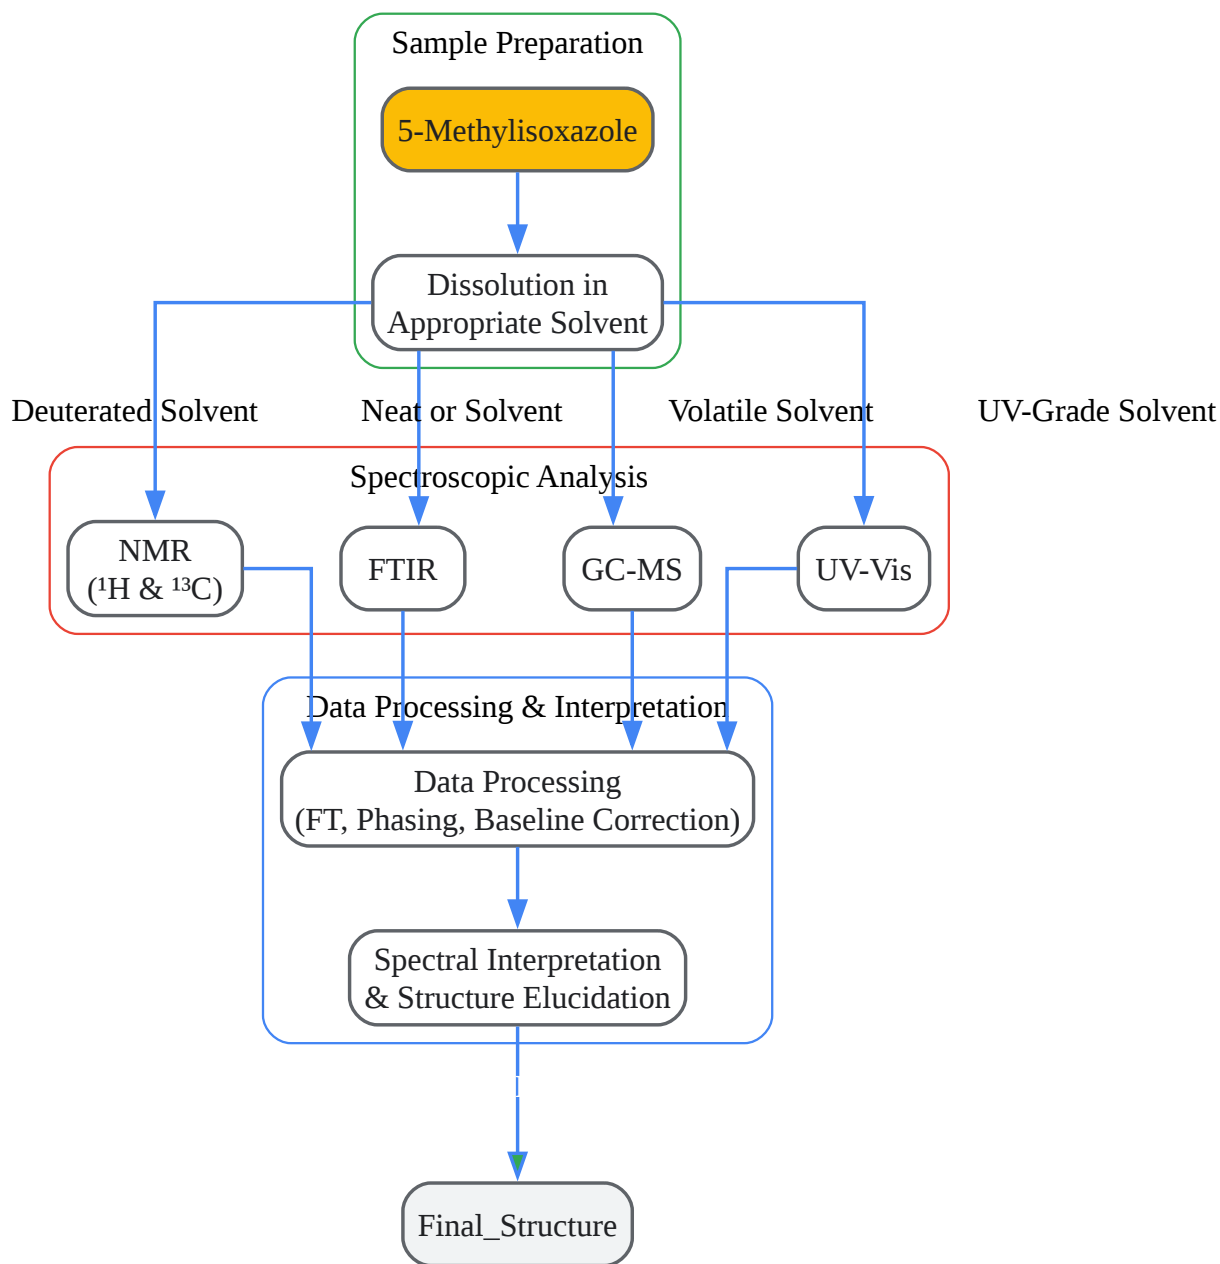 Sample Preparation
5-Methylisoxazole
Dissolution in
Appropriate Solvent
Deuterated Solvent
Neat or Solvent
Volatile Solvent
UV-Grade Solvent
Spectroscopic Analysis
NMR
(¹H & ¹³C)
FTIR
GC-MS
UV-Vis
Data Processing & Interpretation
Data Processing
(FT, Phasing, Baseline Correction)
Spectral Interpretation
& Structure Elucidation
Final_Structure